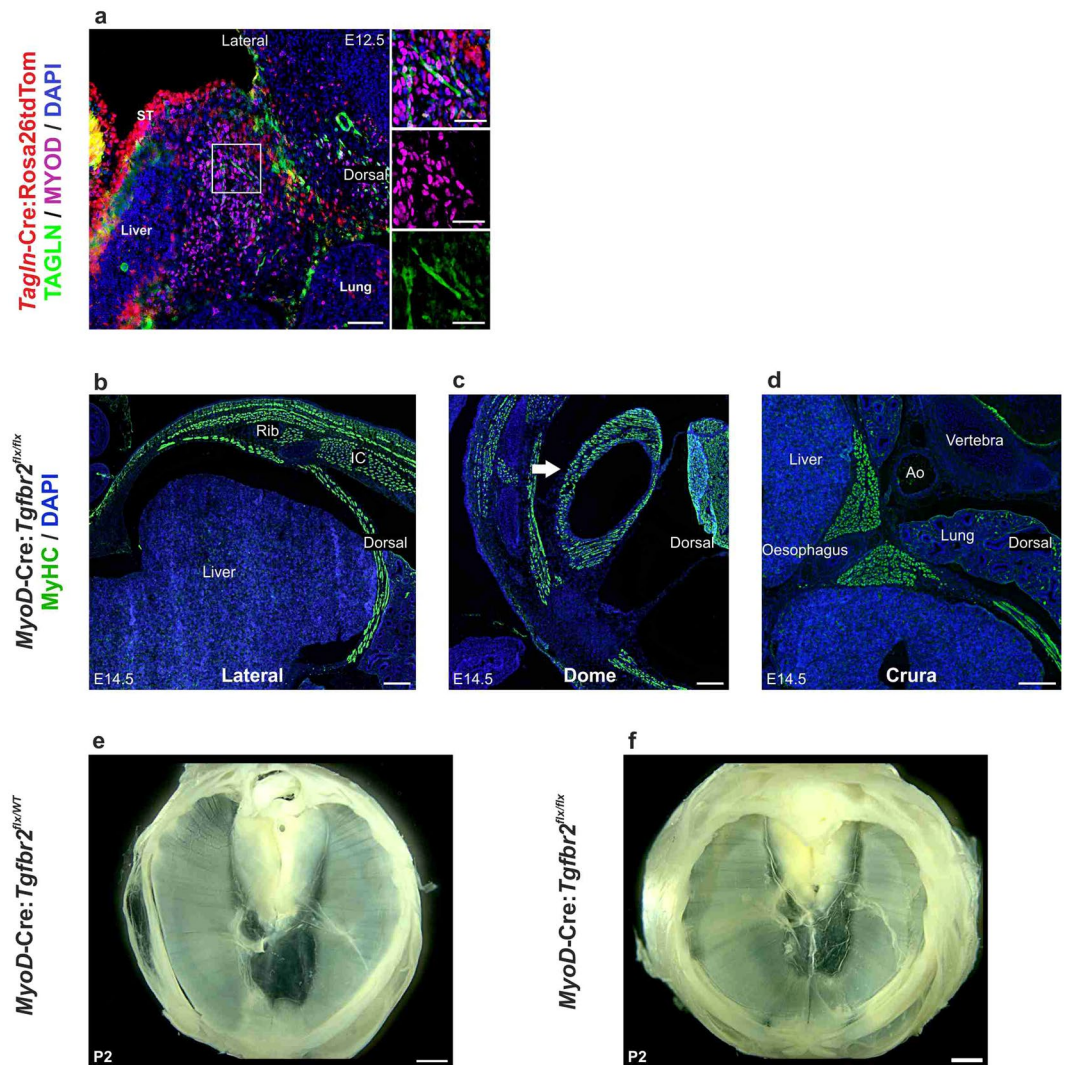 a
Tagln-Cre:Rosa26tdTom
TAGLN / MYOD / DAPI
Lateral
E12.5
ST
Dorsal
Liver
Lung
MyoD-Cre:Tgfbr2flx/flx
MyHC / DAPI
b
Rib
IC
Dorsal
Liver
E14.5
Lateral
c
Dorsal
E14.5
Dome
d
Liver
Vertebra
Ao
Oesophagus
Lung
Dorsal
E14.5
Crura
MyoD-Cre:Tgfbr2flx/WT
e
P2
MyoD-Cre:Tgfbr2flx/flx
f
P2